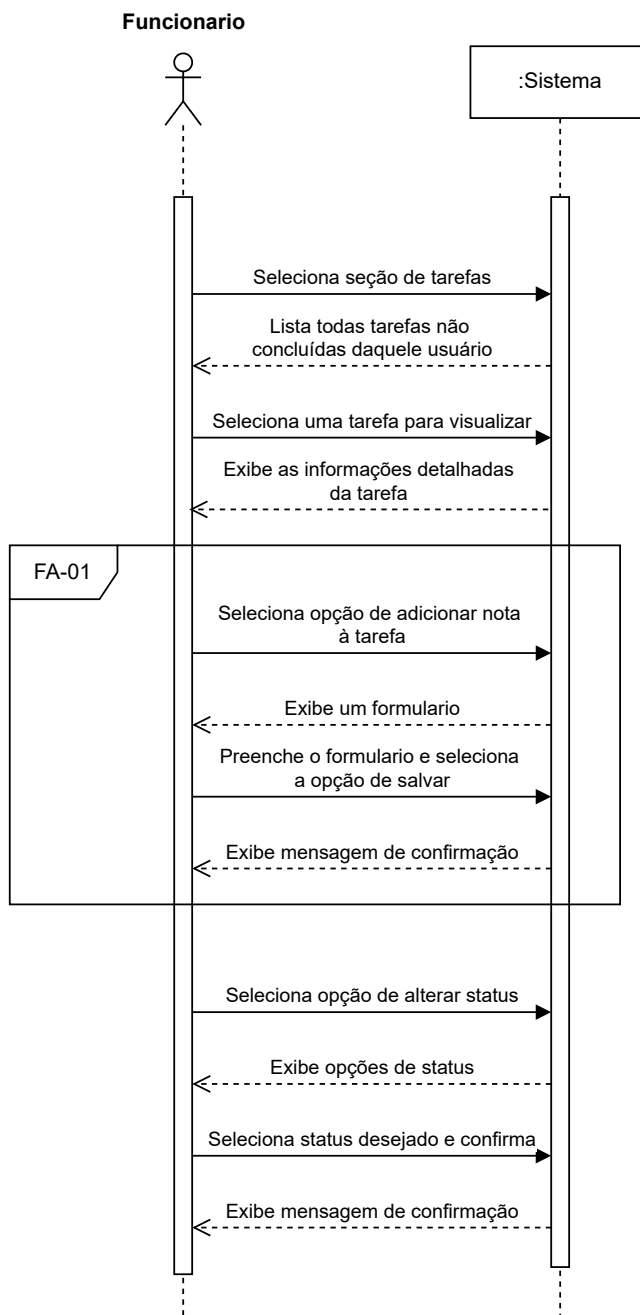 Funcionario
:Sistema
Seleciona seção de tarefas
Lista todas tarefas não
concluídas daquele usuário
Seleciona uma tarefa para visualizar
Exibe as informações detalhadas
da tarefa
FA-01
Seleciona opção de adicionar nota
à tarefa
Exibe um formulario
Preenche o formulario e seleciona
a opção de salvar
Exibe mensagem de confirmação
Seleciona opção de alterar status
Exibe opções de status
Seleciona status desejado e confirma
Exibe mensagem de confirmação